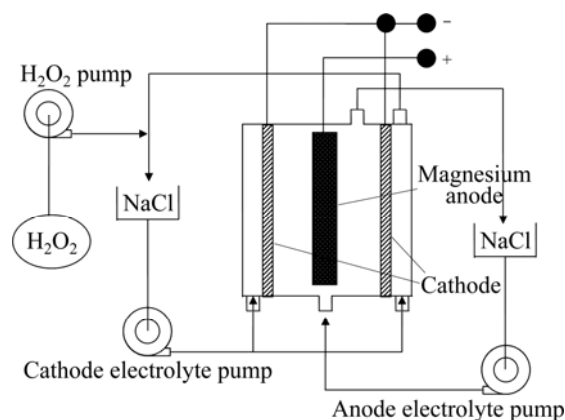 −
+
H₂O₂ pump
Magnesium
anode
NaCl
NaCl
H₂O₂
Cathode
Cathode electrolyte pump
Anode electrolyte pump